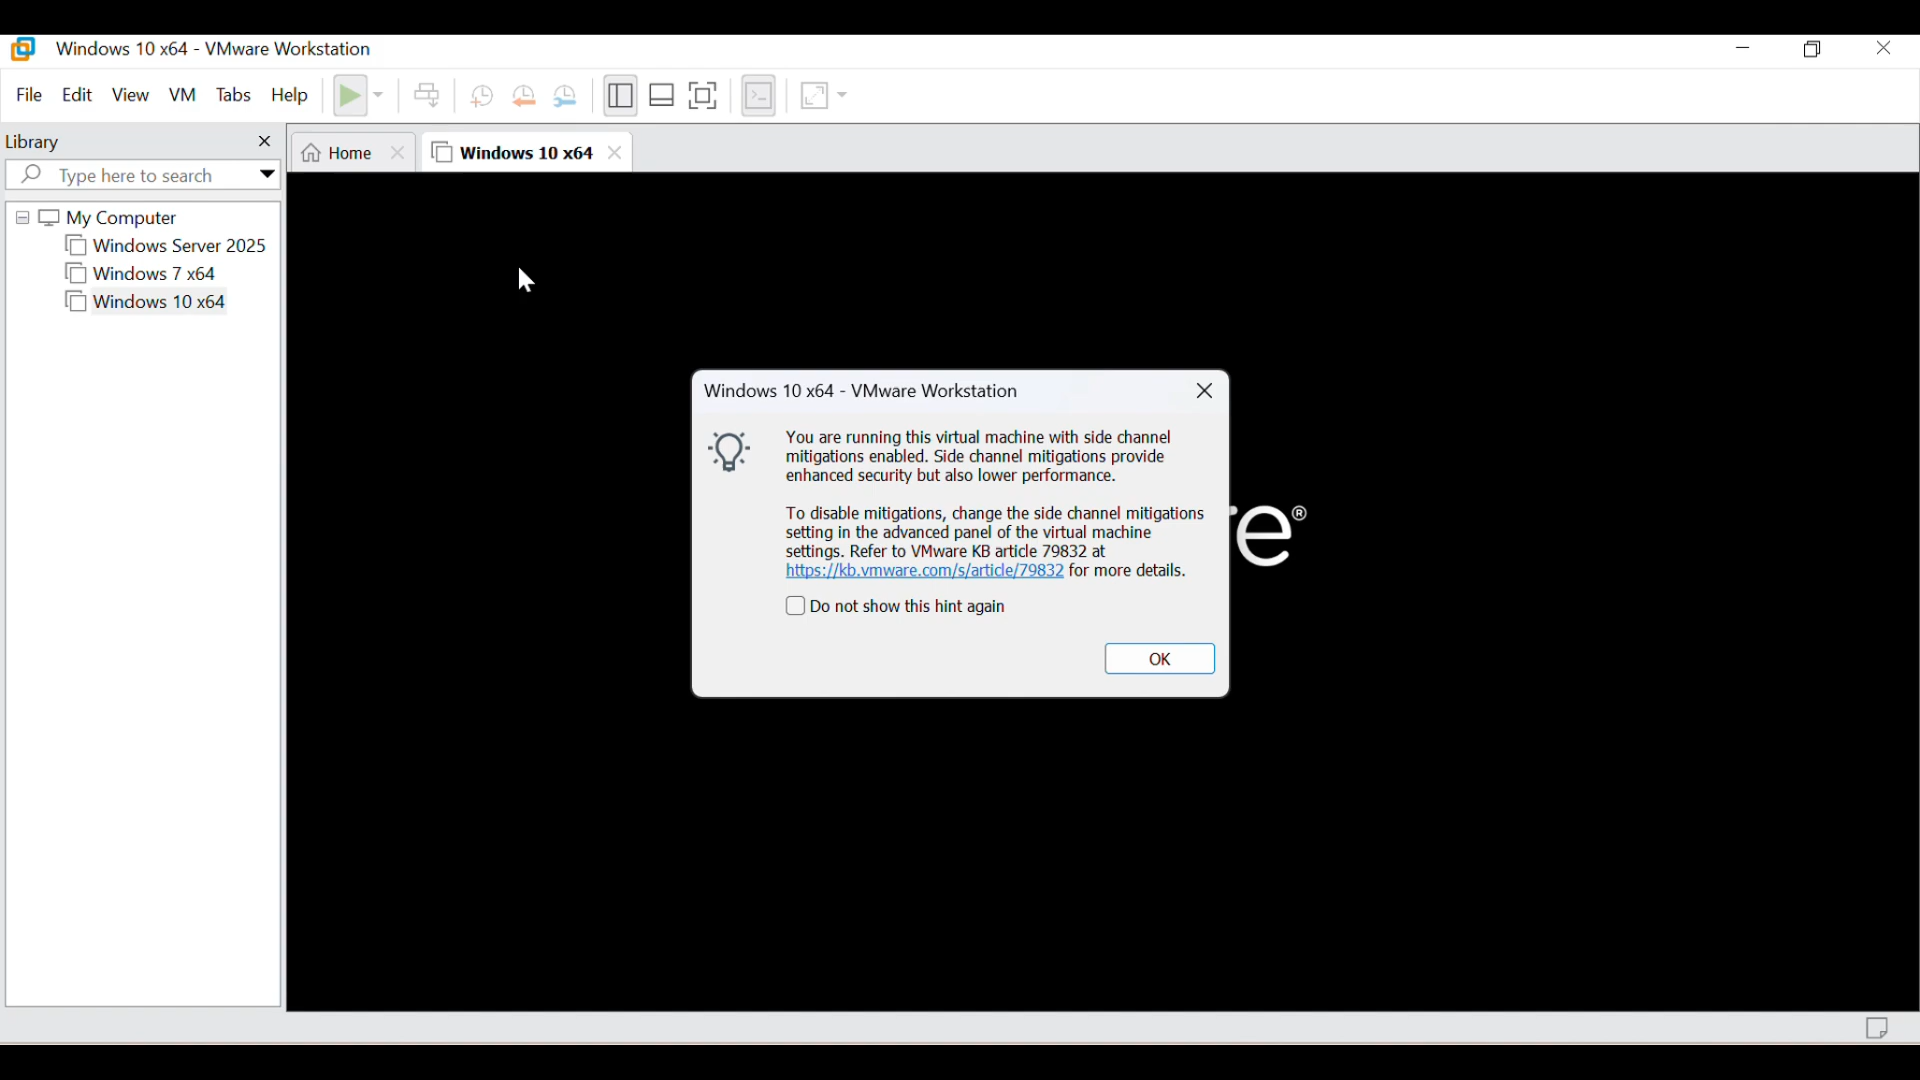 Windows 10 x64 - VMware Workstation
File Edit View VM Tabs Help
Library
Type here to search
Home
Windows 10 x64
My Computer
Windows Server 2025
Windows 7 x64
Windows 10 x64
Windows 10 x64 - VMware Workstation
You are running this virtual machine with side channel
mitigations enabled. Side channel mitigations provide
enhanced security but also lower performance.
To disable mitigations, change the side channel mitigations
setting in the advanced panel of the virtual machine
settings. Refer to VMware KB article 79832 at
https://kb.vmware.com/s/article/79832 for more details.
Do not show this hint again
OK
re®